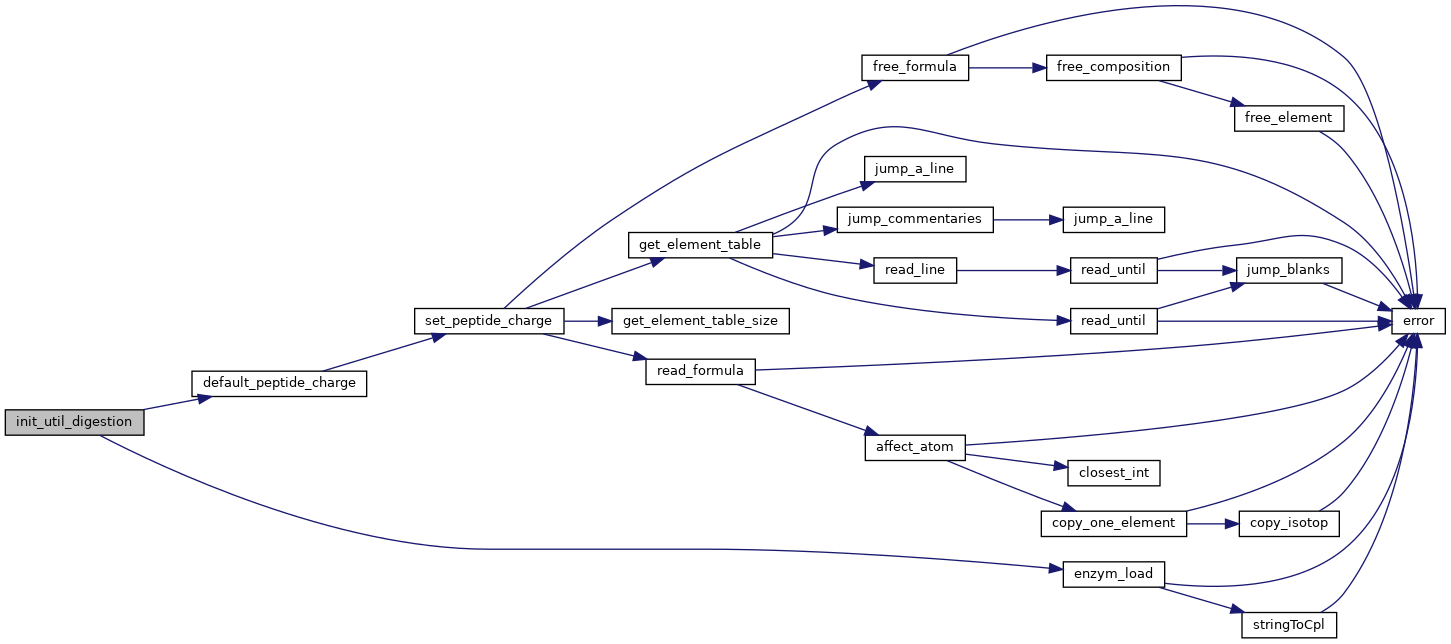 free_formula
free_composition
free_element
jump_a_line
jump_commentaries
jump_a_line
get_element_table
read_line
read_until
jump_blanks
set_peptide_charge
get_element_table_size
read_until
error
read_formula
default_peptide_charge
init_util_digestion
affect_atom
closest_int
copy_one_element
copy_isotop
enzym_load
stringToCpl